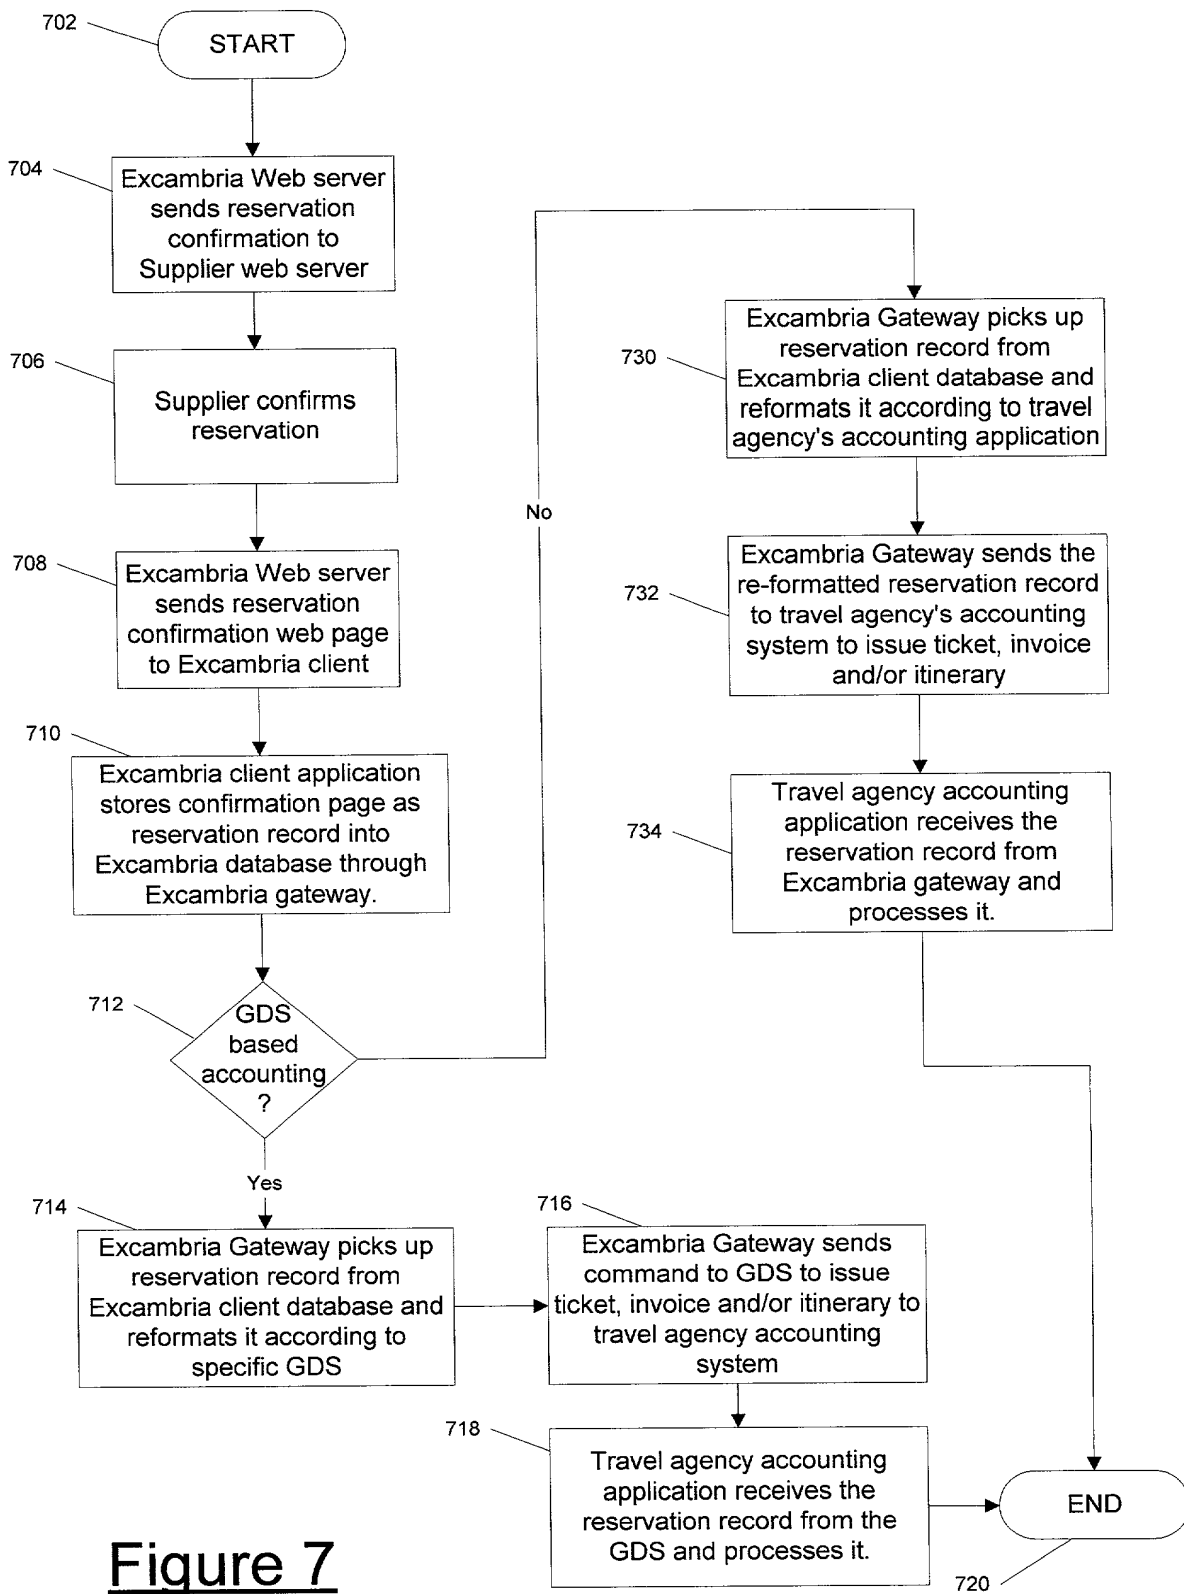 702
START
704
Excambria Web server
sends reservation
confirmation to
Supplier web server
706
Supplier confirms
reservation
708
Excambria Web server
sends reservation
confirmation web page
to Excambria client
710
Excambria client application
stores confirmation page as
reservation record into
Excambria database through
Excambria gateway.
712
GDS
based
accounting
?
No
Yes
714
Excambria Gateway picks up
reservation record from
Excambria client database and
reformats it according to
specific GDS
716
Excambria Gateway sends
command to GDS to issue
ticket, invoice and/or itinerary to
travel agency accounting
system
718
Travel agency accounting
application receives the
reservation record from the
GDS and processes it.
730
Excambria Gateway picks up
reservation record from
Excambria client database and
reformats it according to travel
agency's accounting application
732
Excambria Gateway sends the
re-formatted reservation record
to travel agency's accounting
system to issue ticket, invoice
and/or itinerary
734
Travel agency accounting
application receives the
reservation record from
Excambria gateway and
processes it.
END
720
Figure 7